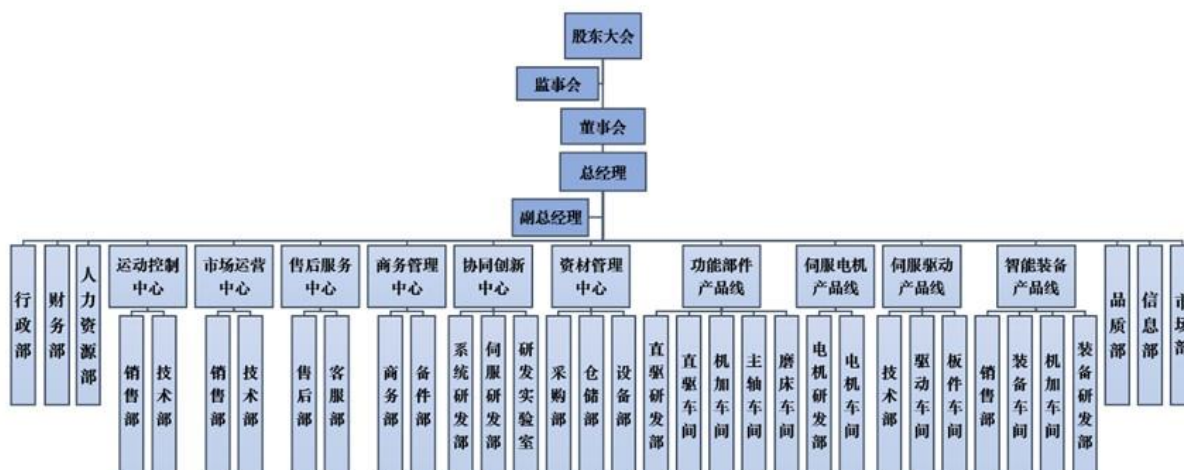 股东大会
监事会
董事会
总经理
副总经理
行政部
财务部
人力资源部
运动控制
中心
市场运营
中心
售后服务
中心
商务管理
中心
协同创新
中心
资材管理
中心
功能部件
产品线
伺服电机
产品线
伺服驱动
产品线
智能装备
产品线
品质部
信息部
市场部
销售部
技术部
销售部
技术部
售后部
客服部
商务部
备件部
系统研发部
伺服研发部
研发实验室
采购部
仓储部
设备部
直驱研发部
直驱车间
机加车间
主轴车间
磨床车间
电机研发部
电机车间
技术部
驱动车间
板件车间
销售部
装备车间
机加车间
装备研发部